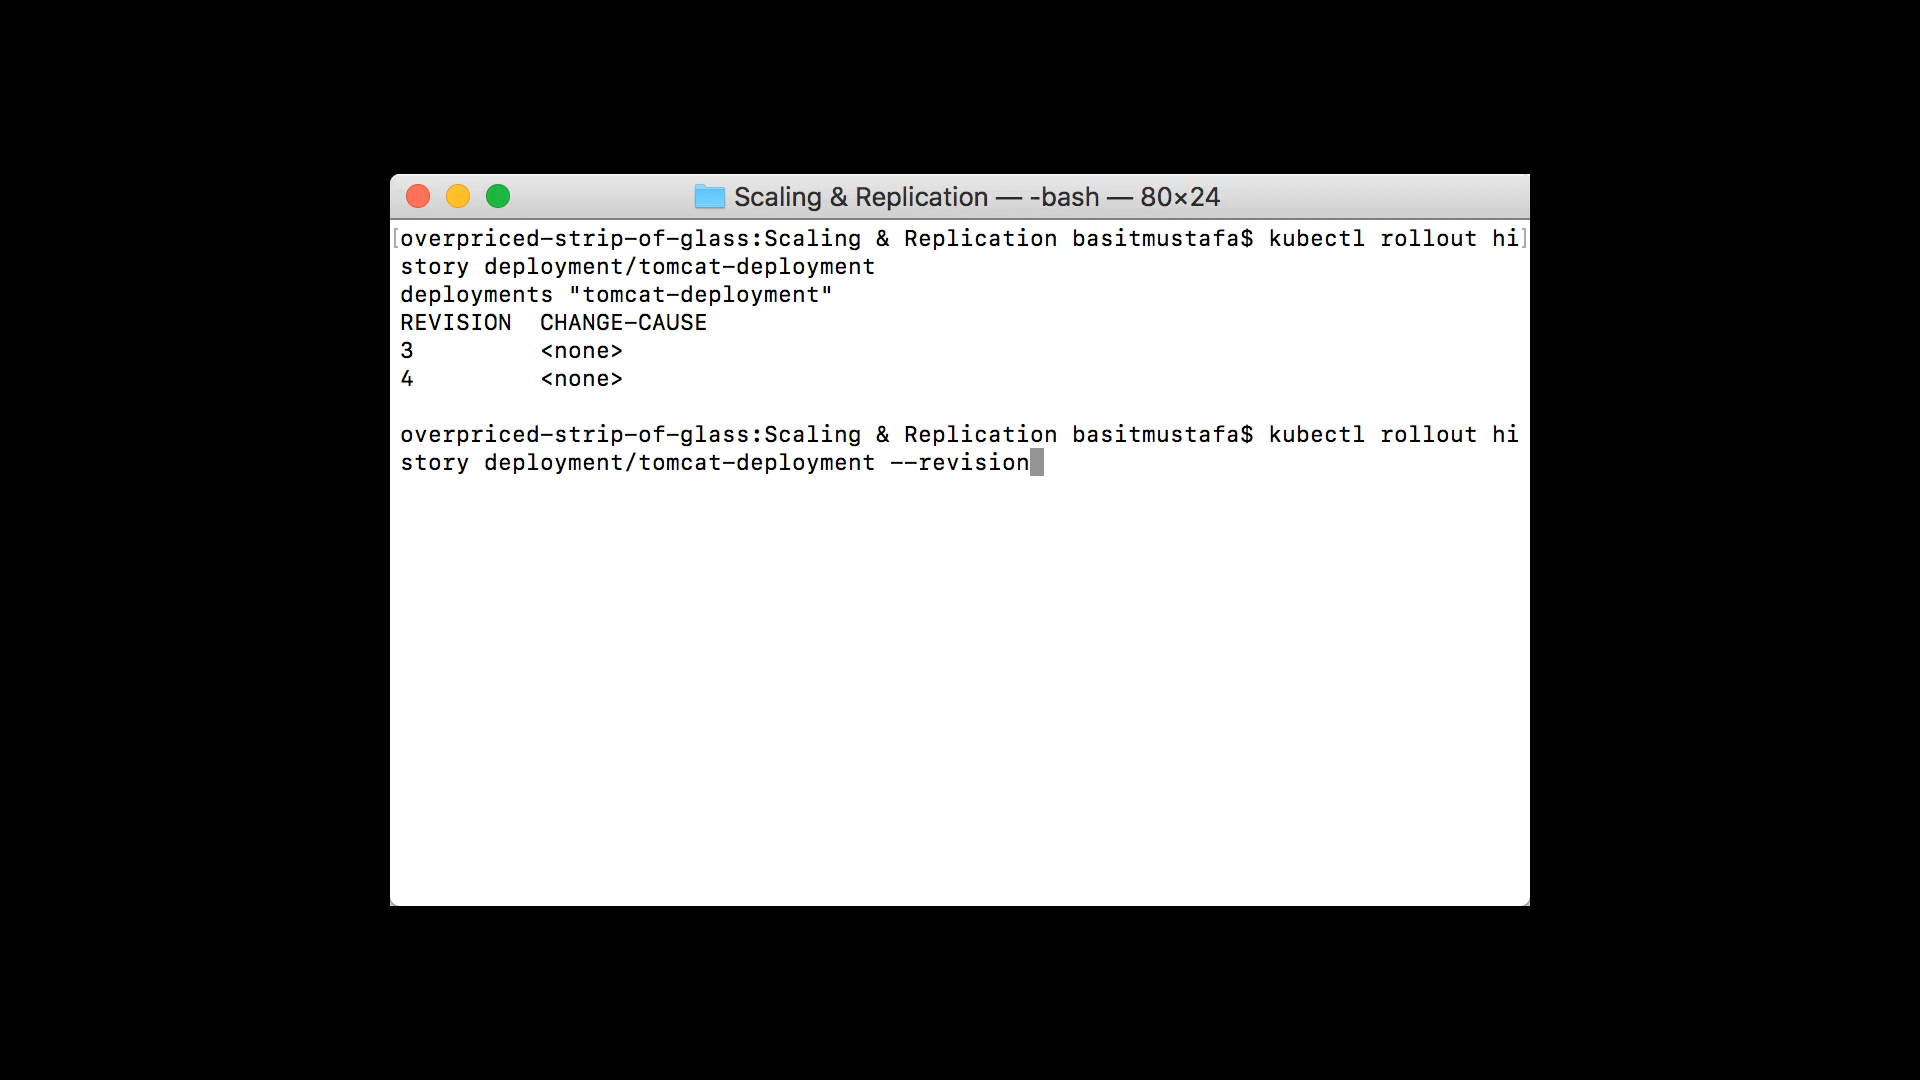 Scaling & Replication — -bash — 80×24
[overpriced-strip-of-glass:Scaling & Replication basitmustafa$ kubectl rollout hi]
story deployment/tomcat-deployment
deployments "tomcat-deployment"
REVISION  CHANGE-CAUSE
3         <none>
4         <none>
overpriced-strip-of-glass:Scaling & Replication basitmustafa$ kubectl rollout hi
story deployment/tomcat-deployment --revision